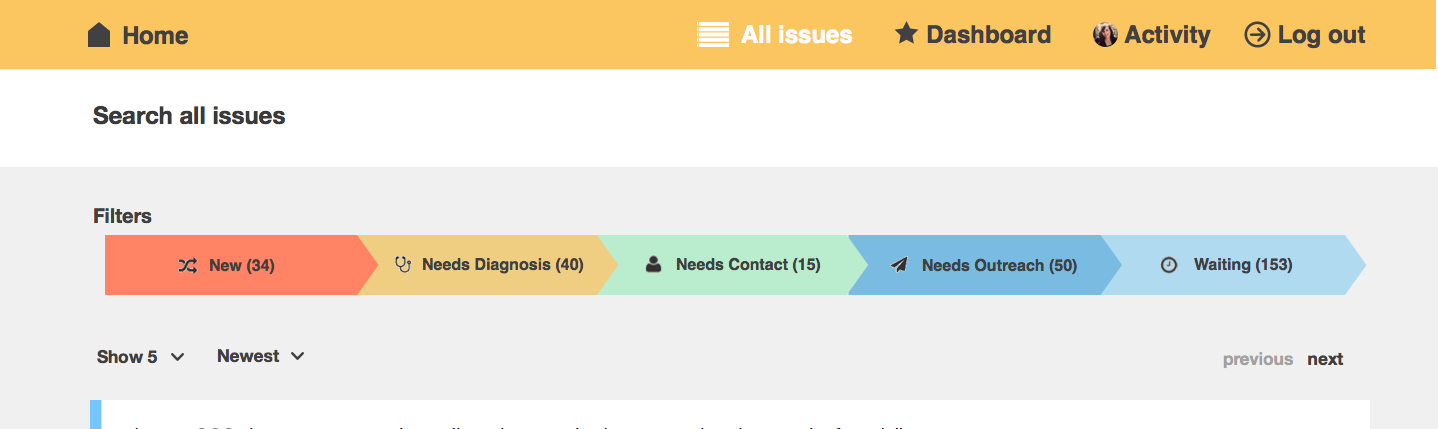 Home All issues Dashboard Activity Log out
Search all issues
Filters
New (34) Needs Diagnosis (40) Needs Contact (15) Needs Outreach (50) Waiting (153)
Show 5 Newest previous next